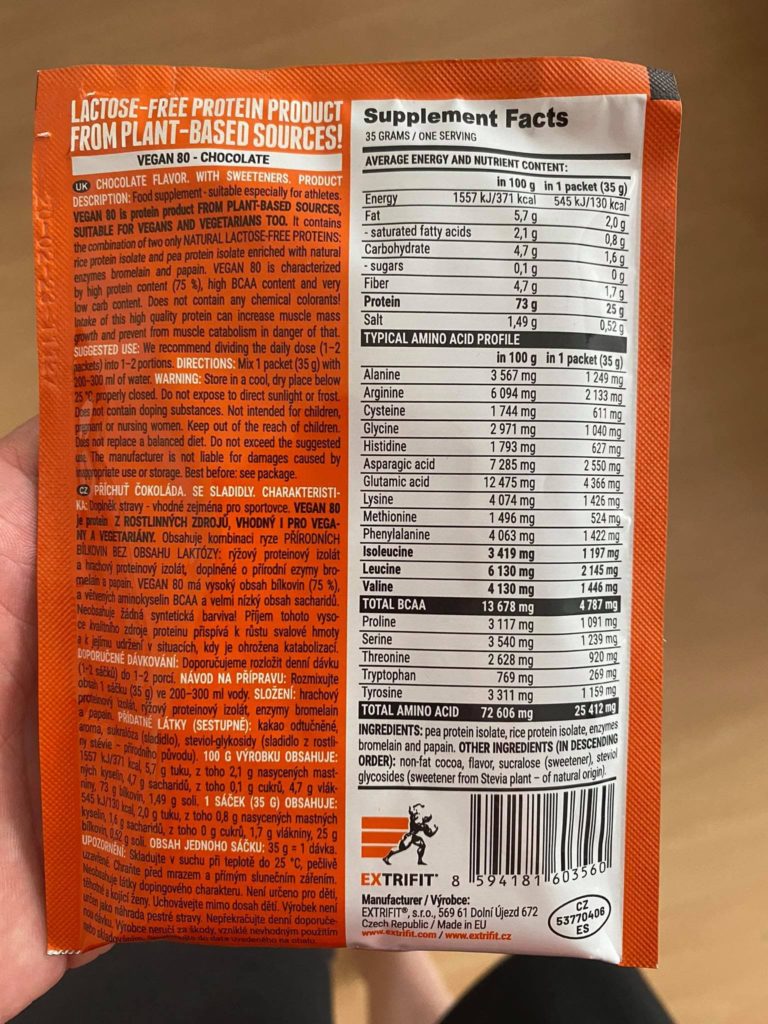 LACTOSE-FREE PROTEIN PRODUCT
FROM PLANT-BASED SOURCES!
VEGAN 80 - CHOCOLATE
UK CHOCOLATE FLAVOR. WITH SWEETENERS. PRODUCT
DESCRIPTION: Food supplement - suitable especially for athletes.
VEGAN 80 is protein product FROM PLANT-BASED SOURCES,
SUITABLE FOR VEGANS AND VEGETARIANS TOO. It contains
the combination of two only NATURAL LACTOSE-FREE PROTEINS:
rice protein isolate and pea protein isolate enriched with natural
enzymes bromelain and papain. VEGAN 80 is characterized
by high protein content (75 %), high BCAA content and very
low carb content. Does not contain any chemical colorants!
Intake of this high quality protein can increase muscle mass
growth and prevent from muscle catabolism in danger of that.
SUGGESTED USE: We recommend dividing the daily dose (1-2
packets) into 1-2 portions. DIRECTIONS: Mix 1 packet (35 g) with
200-300 ml of water. WARNING: Store in a cool, dry place below
25 °C, properly closed. Do not expose to direct sunlight or frost.
Does not contain doping substances. Not intended for children,
pregnant or nursing women. Keep out of the reach of children.
Does not replace a balanced diet. Do not exceed the suggested
use. The manufacturer is not liable for damages caused by
inappropriate use or storage. Best before: see package.
CZ PŘÍCHUŤ ČOKOLÁDA. SE SLADIDLY. CHARAKTERISTI-
KA: Doplněk stravy - vhodné zejména pro sportovce. VEGAN 80
je protein Z ROSTLINNÝCH ZDROJŮ, VHODNÝ I PRO VEGA-
NY A VEGETARIÁNY. Obsahuje kombinaci ryze PŘÍRODNÍCH
BÍLKOVIN BEZ OBSAHU LAKTÓZY: rýžový proteinový izolát
a hrachový proteinový izolát, doplněné o přírodní ezymy bro-
melain a papain. VEGAN 80 má vysoký obsah bílkovin (75 %),
a větvených aminokyselin BCAA a velmi nízký obsah sacharidů.
Neobsahuje žádná syntetická barviva! Příjem tohoto vyso-
ce kvalitního zdroje proteinu přispívá k růstu svalové hmoty
a k jejímu udržení v situacích, kdy je ohrožena katabolizací.
DOPORUČENÉ DÁVKOVÁNÍ: Doporučujeme rozložit denní dávku
(1-2 sáčků) do 1-2 porcí. NÁVOD NA PŘÍPRAVU: Rozmixujte
obsah 1 sáčku (35 g) ve 200-300 ml vody. SLOŽENÍ: hrachový
proteinový izolát, rýžový proteinový izolát, enzymy bromelain
a papain. PŘÍDATNÉ LÁTKY (SESTUPNĚ): kakao odtučněné,
aroma, sukralóza (sladidlo), steviol-glykosidy (sladidlo z rostli-
ny stévie - přírodního původu). 100 G VÝROBKU OBSAHUJE:
1557 kJ/371 kcal, 5,7 g tuku, z toho 2,1 g nasycených mast-
ných kyselin, 4,7 g sacharidů, z toho 0,1 g cukrů, 4,7 g vlák-
niny, 73 g bílkovin, 1,49 g soli. 1 SÁČEK (35 G) OBSAHUJE:
545 kJ/130 kcal, 2,0 g tuku, z toho 0,8 g nasycených mastných
kyselin, 1,6 g sacharidů, z toho 0 g cukrů, 1,7 g vlákniny, 25 g
bílkovin, 0,52 g soli. OBSAH JEDNOHO SÁČKU: 35 g = 1 dávka.
UPOZORNĚNÍ: Skladujte v suchu při teplotě do 25 °C, pečlivě
uzavřené. Chraňte před mrazem a přímým slunečním zářením.
Neobsahuje látky dopingového charakteru. Není určeno pro děti,
těhotné a kojící ženy. Uchovávejte mimo dosah dětí. Výrobek není
určen jako náhrada pestré stravy. Nepřekračujte denní doporuče-
nou dávku. Výrobce neručí za škody, vzniklé nevhodným použitím
nebo skladováním. do data uvedeného na obalu.
Supplement Facts
35 GRAMS / ONE SERVING
AVERAGE ENERGY AND NUTRIENT CONTENT:
in 100 g in 1 packet (35 g)
Energy 1557 kJ/371 kcal 545 kJ/130 kcal
Fat 5,7 g 2,0 g
- saturated fatty acids 2,1 g 0,8 g
Carbohydrate 4,7 g 1,6 g
- sugars 0,1 g 0 g
Fiber 4,7 g 1,7 g
Protein 73 g 25 g
Salt 1,49 g 0,52 g
TYPICAL AMINO ACID PROFILE
in 100 g in 1 packet (35 g)
Alanine 3 567 mg 1 249 mg
Arginine 6 094 mg 2 133 mg
Cysteine 1 744 mg 611 mg
Glycine 2 971 mg 1 040 mg
Histidine 1 793 mg 627 mg
Asparagic acid 7 285 mg 2 550 mg
Glutamic acid 12 475 mg 4 366 mg
Lysine 4 074 mg 1 426 mg
Methionine 1 496 mg 524 mg
Phenylalanine 4 063 mg 1 422 mg
Isoleucine 3 419 mg 1 197 mg
Leucine 6 130 mg 2 145 mg
Valine 4 130 mg 1 446 mg
TOTAL BCAA 13 678 mg 4 787 mg
Proline 3 117 mg 1 091 mg
Serine 3 540 mg 1 239 mg
Threonine 2 628 mg 920 mg
Tryptophan 769 mg 269 mg
Tyrosine 3 311 mg 1 159 mg
TOTAL AMINO ACID 72 606 mg 25 412 mg
INGREDIENTS: pea protein isolate, rice protein isolate, enzymes
bromelain and papain. OTHER INGREDIENTS (IN DESCENDING
ORDER): non-fat cocoa, flavor, sucralose (sweetener), steviol
glycosides (sweetener from Stevia plant – of natural origin).
EXTRIFIT®
8 594181 603560
Manufacturer / Výrobce:
EXTRIFIT®, s.r.o., 569 61 Dolní Újezd 672
Czech Republic / Made in EU
www.extrifit.com / www.extrifit.cz
CZ
53770406
ES